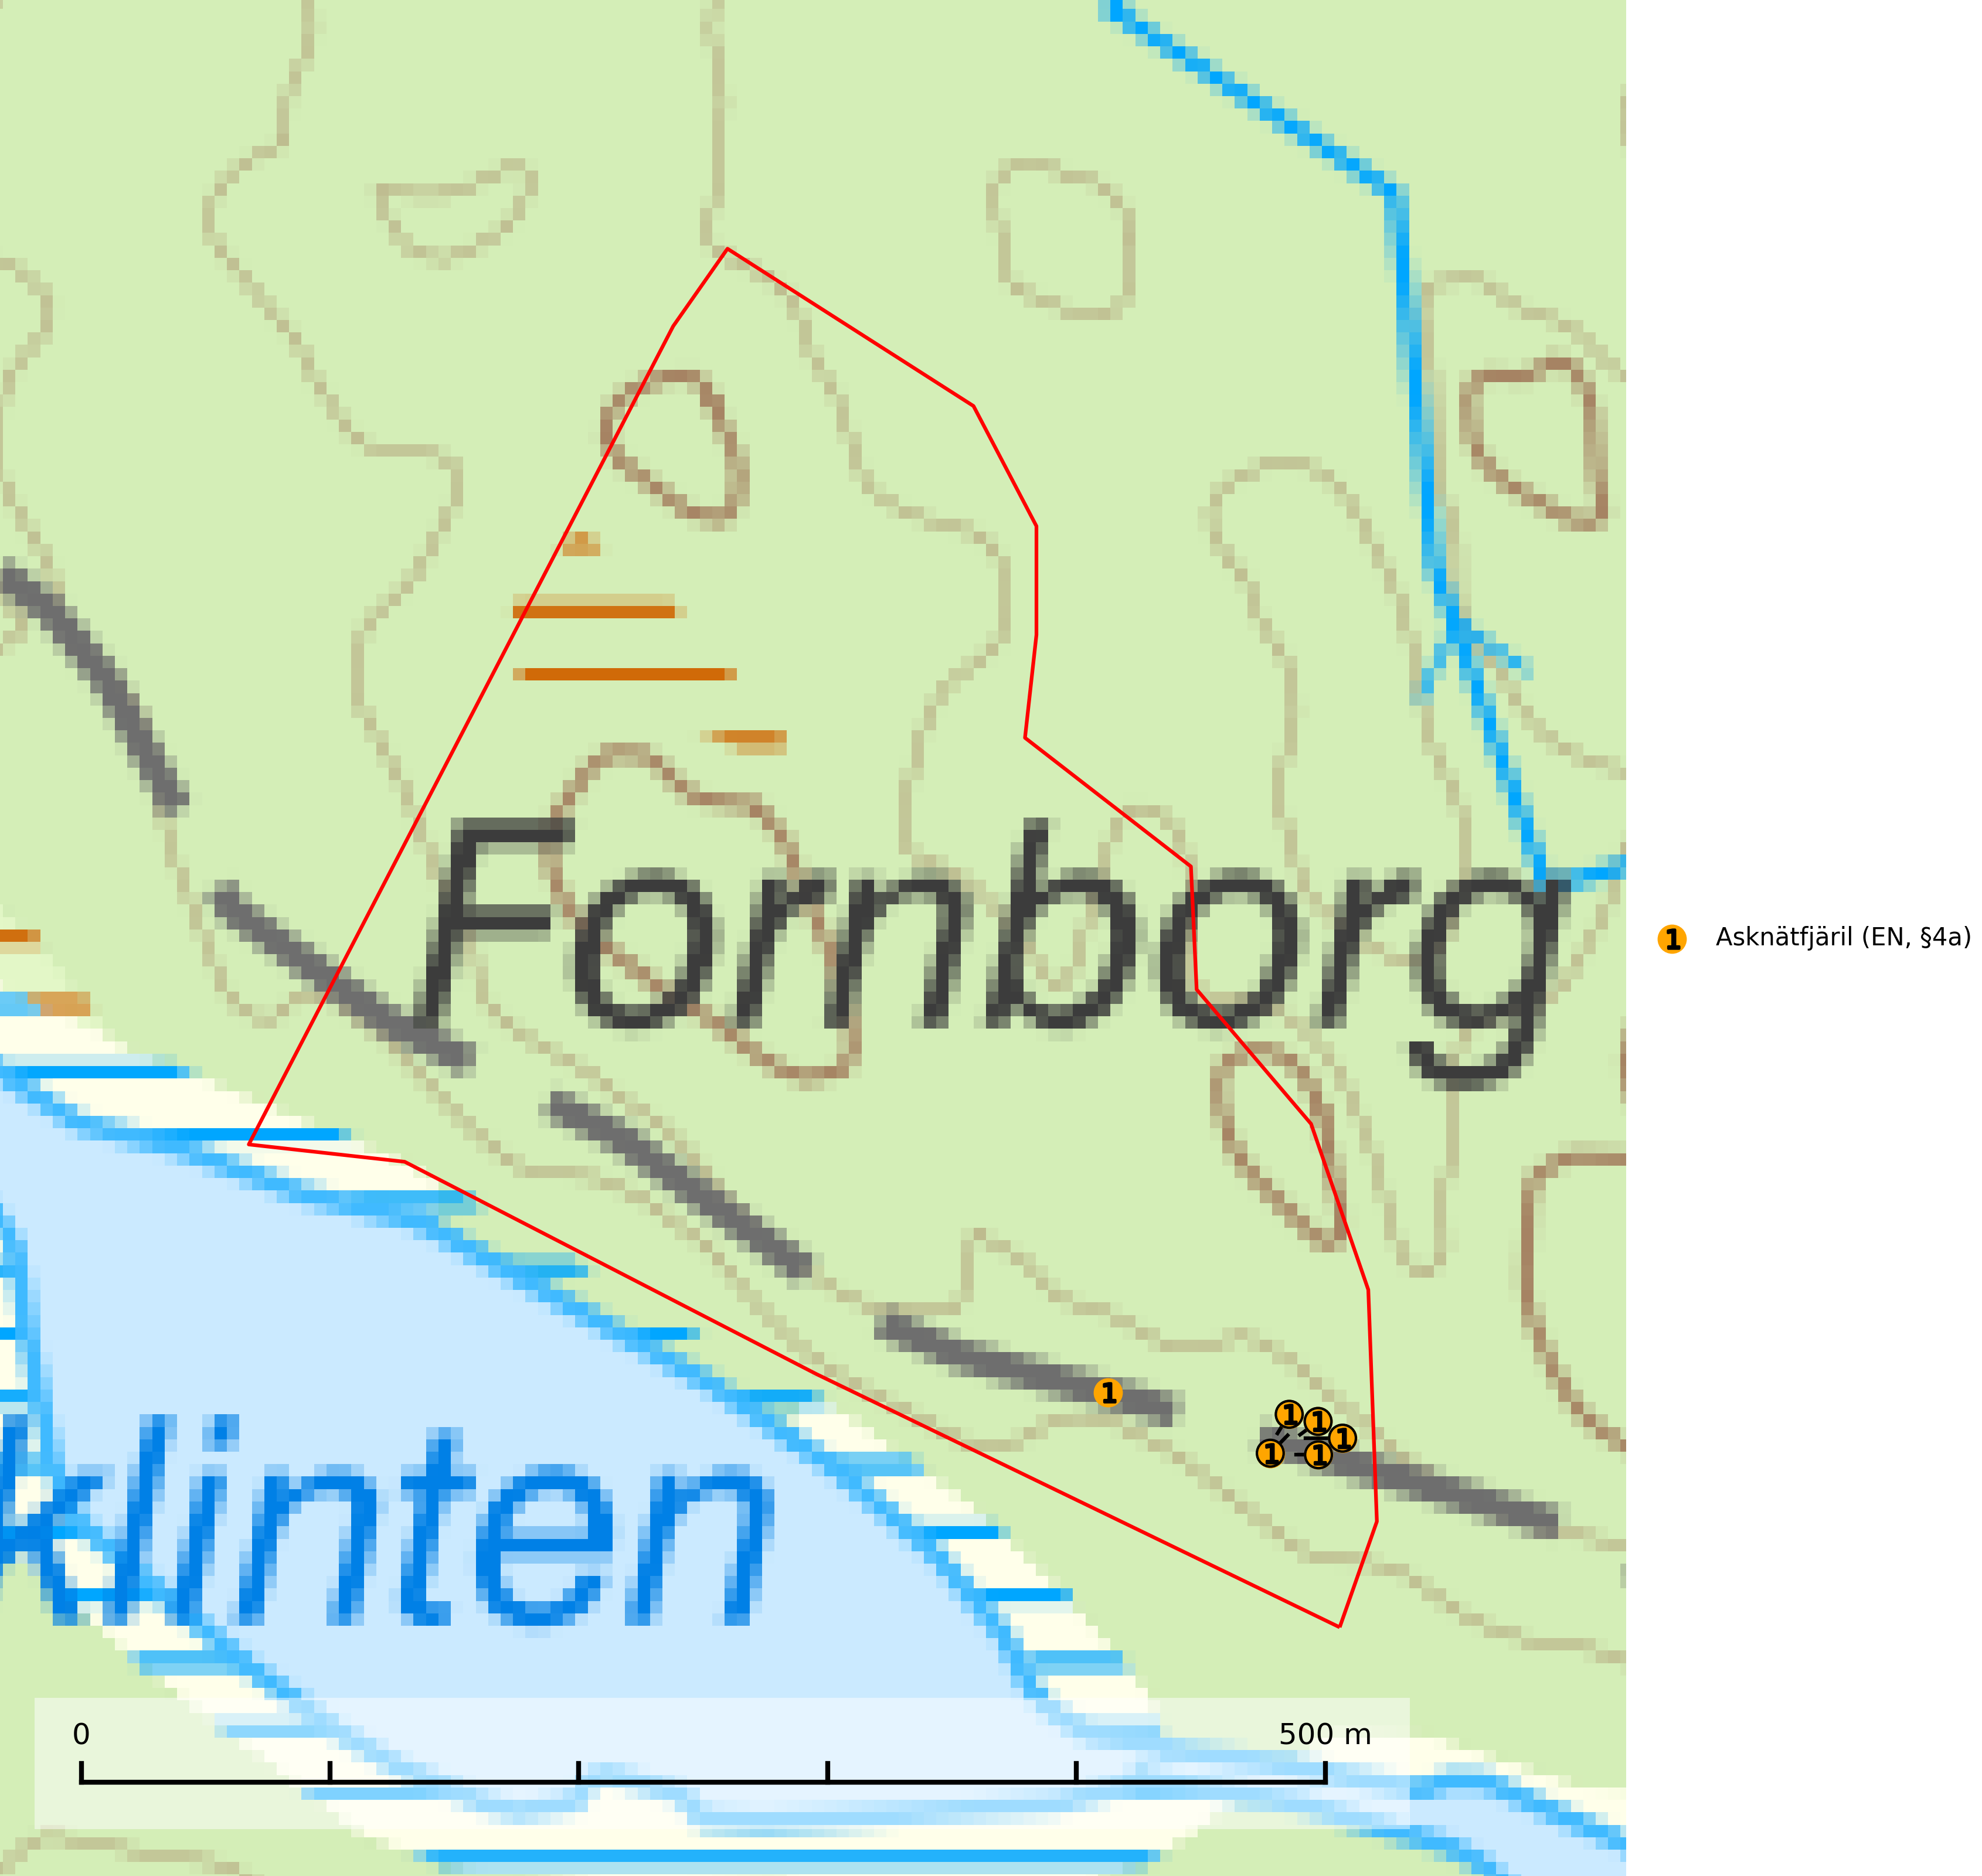 Fornborg
1 Asknätfjäril (EN, §4a)
1
1 1 1
1 1
klinten
0 500 m